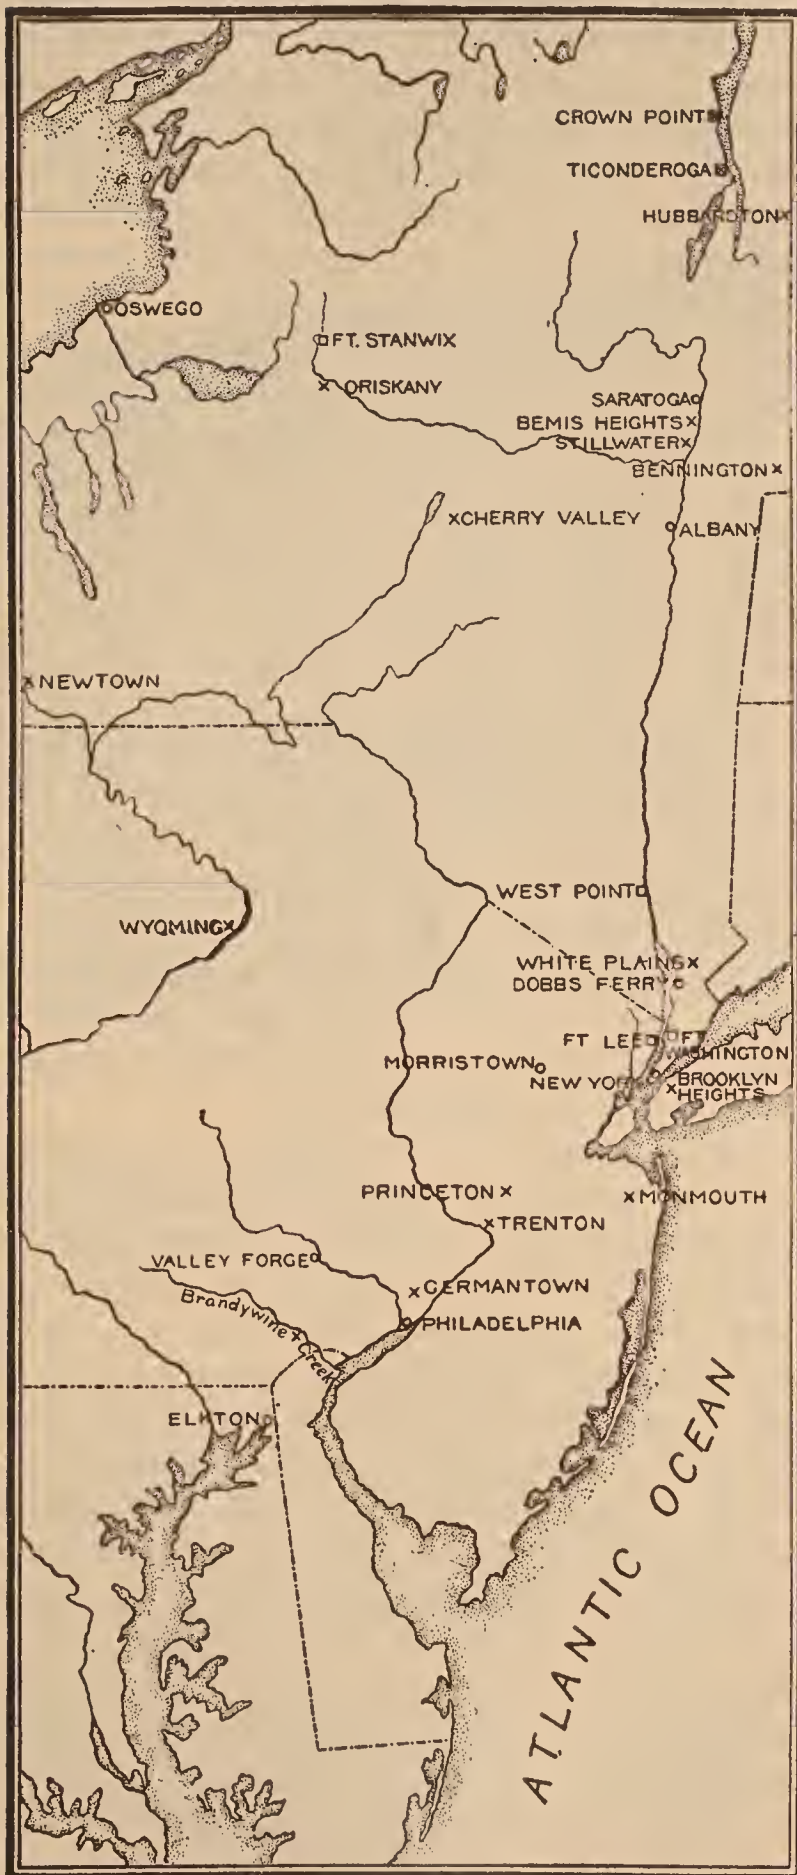 CROWN POINT
TICONDEROGA
HUBBARDTON
OSWEGO
FT. STANWIX
ORISKANY
SARATOGA
BEMIS HEIGHTS
STILLWATER
BENNINGTON
CHERRY VALLEY
ALBANY
NEWTOWN
WEST POINT
WYOMING
WHITE PLAINS
DOBBS FERRY
FT LEE
FT
WASHINGTON
MORRISTOWN
NEW YORK
BROOKLYN
HEIGHTS
PRINCETON
MONMOUTH
TRENTON
VALLEY FORGE
GERMANTOWN
Brandywine Creek
PHILADELPHIA
ELKTON
ATLANTIC OCEAN